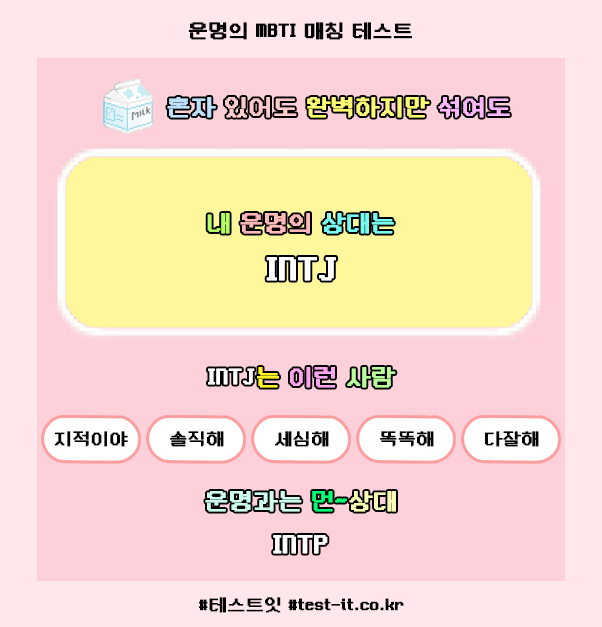 운명의 MBTI 매칭 테스트
MILK 혼자 있어도 완벽하지만 섞여도
내 운명의 상대는
INTJ
INTJ는 이런 사람
지적이야 솔직해 세심해 똑똑해 다잘해
운명과는 먼~상대
INTP
#테스트잇 #test-it.co.kr